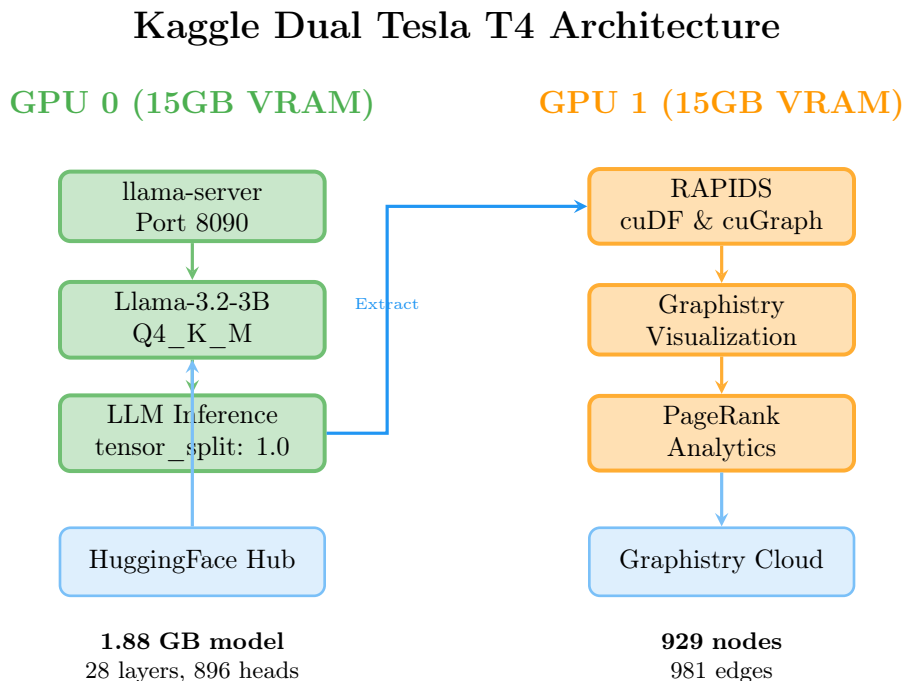 Kaggle Dual Tesla T4 Architecture
GPU 0 (15GB VRAM)
llama-server
Port 8090
Llama-3.2-3B
Q4_K_M
LLM Inference
tensor_split: 1.0
HuggingFace Hub
1.88 GB model
28 layers, 896 heads
Extract
GPU 1 (15GB VRAM)
RAPIDS
cuDF & cuGraph
Graphistry
Visualization
PageRank
Analytics
Graphistry Cloud
929 nodes
981 edges